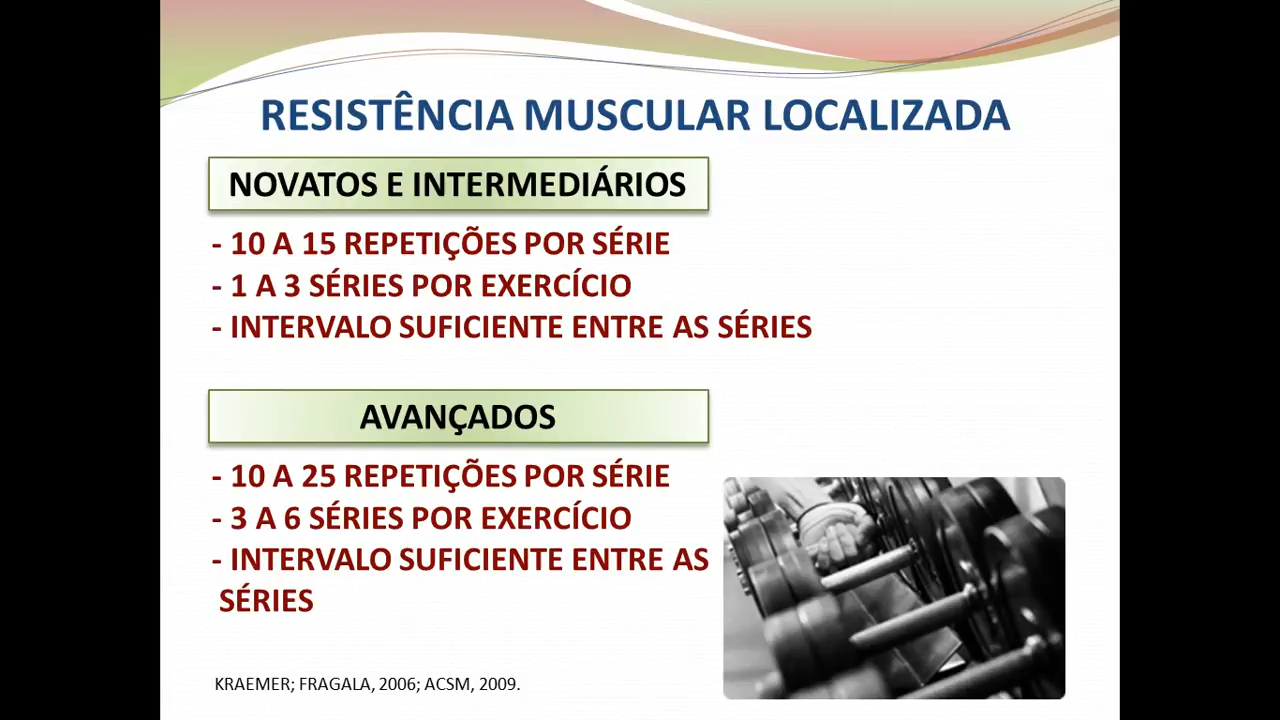 RESISTÊNCIA MUSCULAR LOCALIZADA
NOVATOS E INTERMEDIÁRIOS
- 10 A 15 REPETIÇÕES POR SÉRIE
- 1 A 3 SÉRIES POR EXERCÍCIO
- INTERVALO SUFICIENTE ENTRE AS SÉRIES
AVANÇADOS
- 10 A 25 REPETIÇÕES POR SÉRIE
- 3 A 6 SÉRIES POR EXERCÍCIO
- INTERVALO SUFICIENTE ENTRE AS
SÉRIES
KRAEMER; FRAGALA, 2006; ACSM, 2009.